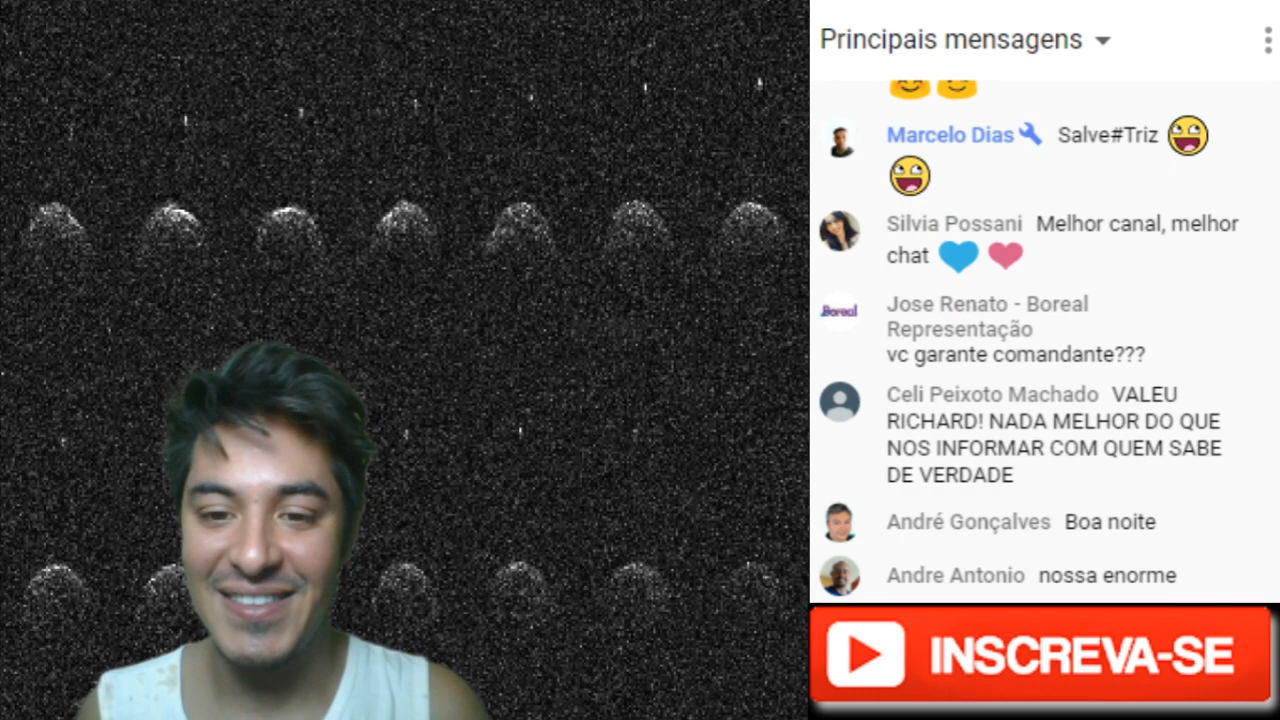 Principais mensagens
Marcelo Dias Salve#Triz
Silvia Possani Melhor canal, melhor
chat
Boreal
Jose Renato - Boreal
Representação
vc garante comandante???
Celi Peixoto Machado VALEU
RICHARD! NADA MELHOR DO QUE
NOS INFORMAR COM QUEM SABE
DE VERDADE
André Gonçalves Boa noite
Andre Antonio nossa enorme
INSCREVA-SE